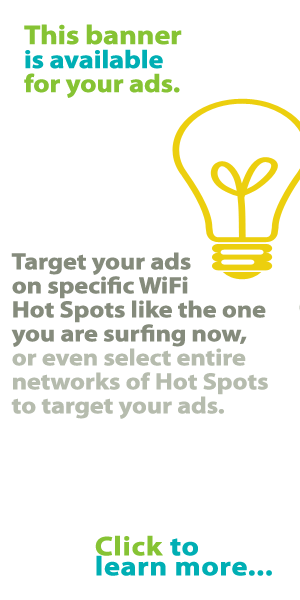 This banner
is available
for your ads.
Target your ads
on specific WiFi
Hot Spots like the one
you are surfing now,
or even select entire
networks of Hot Spots
to target your ads.
Click to
learn more...